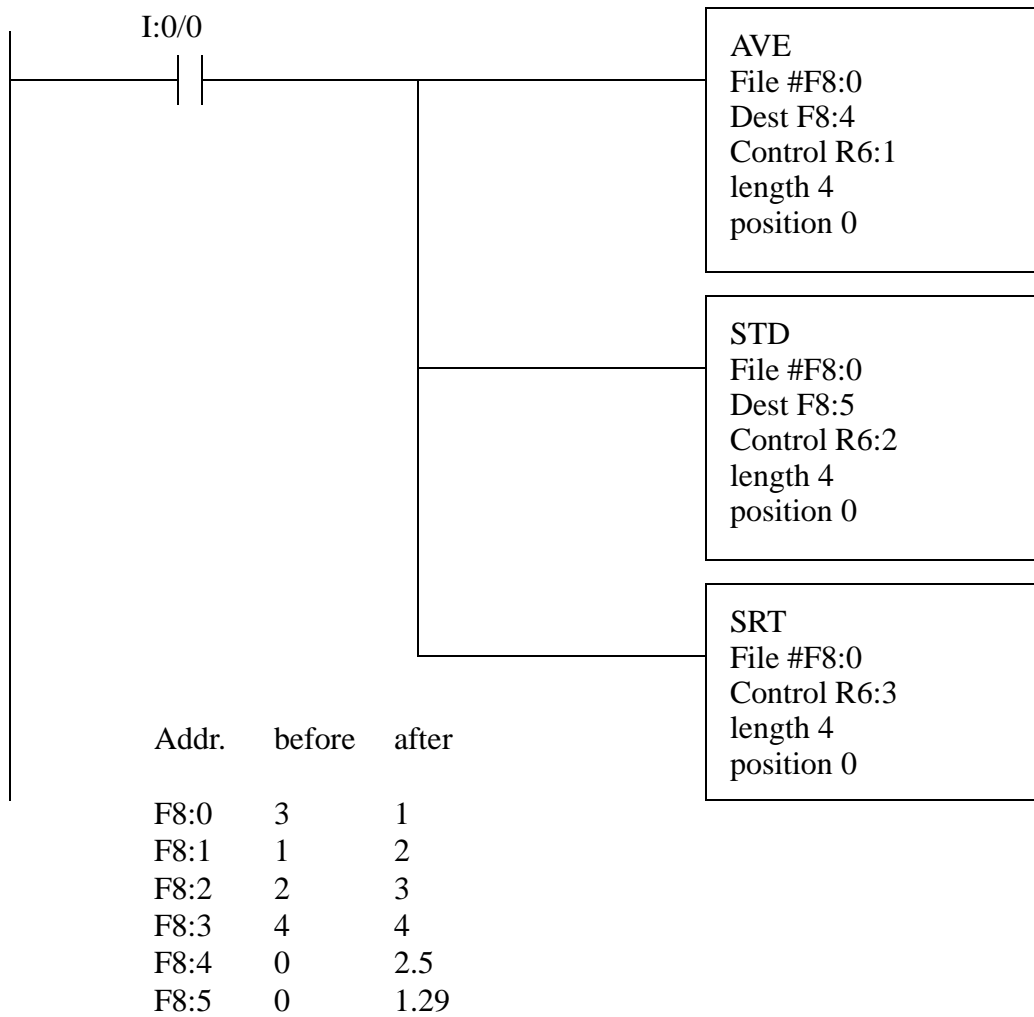 I:0/0
AVE
File #F8:0
Dest F8:4
Control R6:1
length 4
position 0
STD
File #F8:0
Dest F8:5
Control R6:2
length 4
position 0
SRT
File #F8:0
Control R6:3
length 4
position 0
Addr. before after
F8:0 3 1
F8:1 1 2
F8:2 2 3
F8:3 4 4
F8:4 0 2.5
F8:5 0 1.29